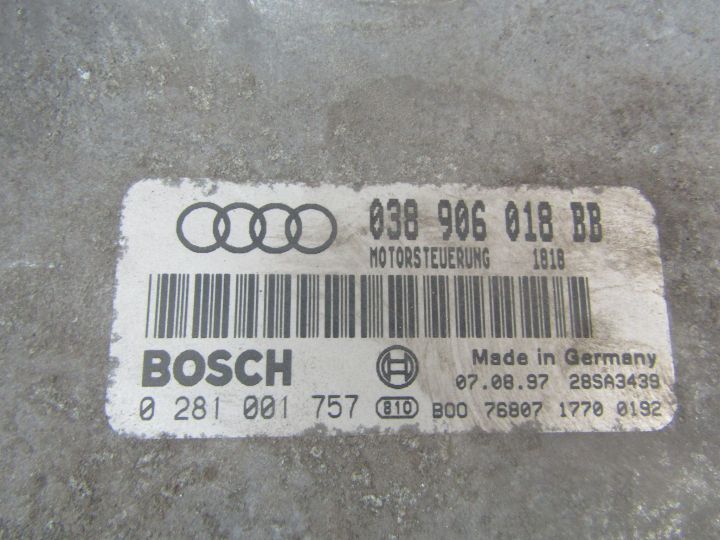 038 906 018 BB
MOTORSTEUERUNG 1818
BOSCH
Made in Germany
07.08.97 28SA3439
0 281 001 757 810 B00 76807 1770 0192